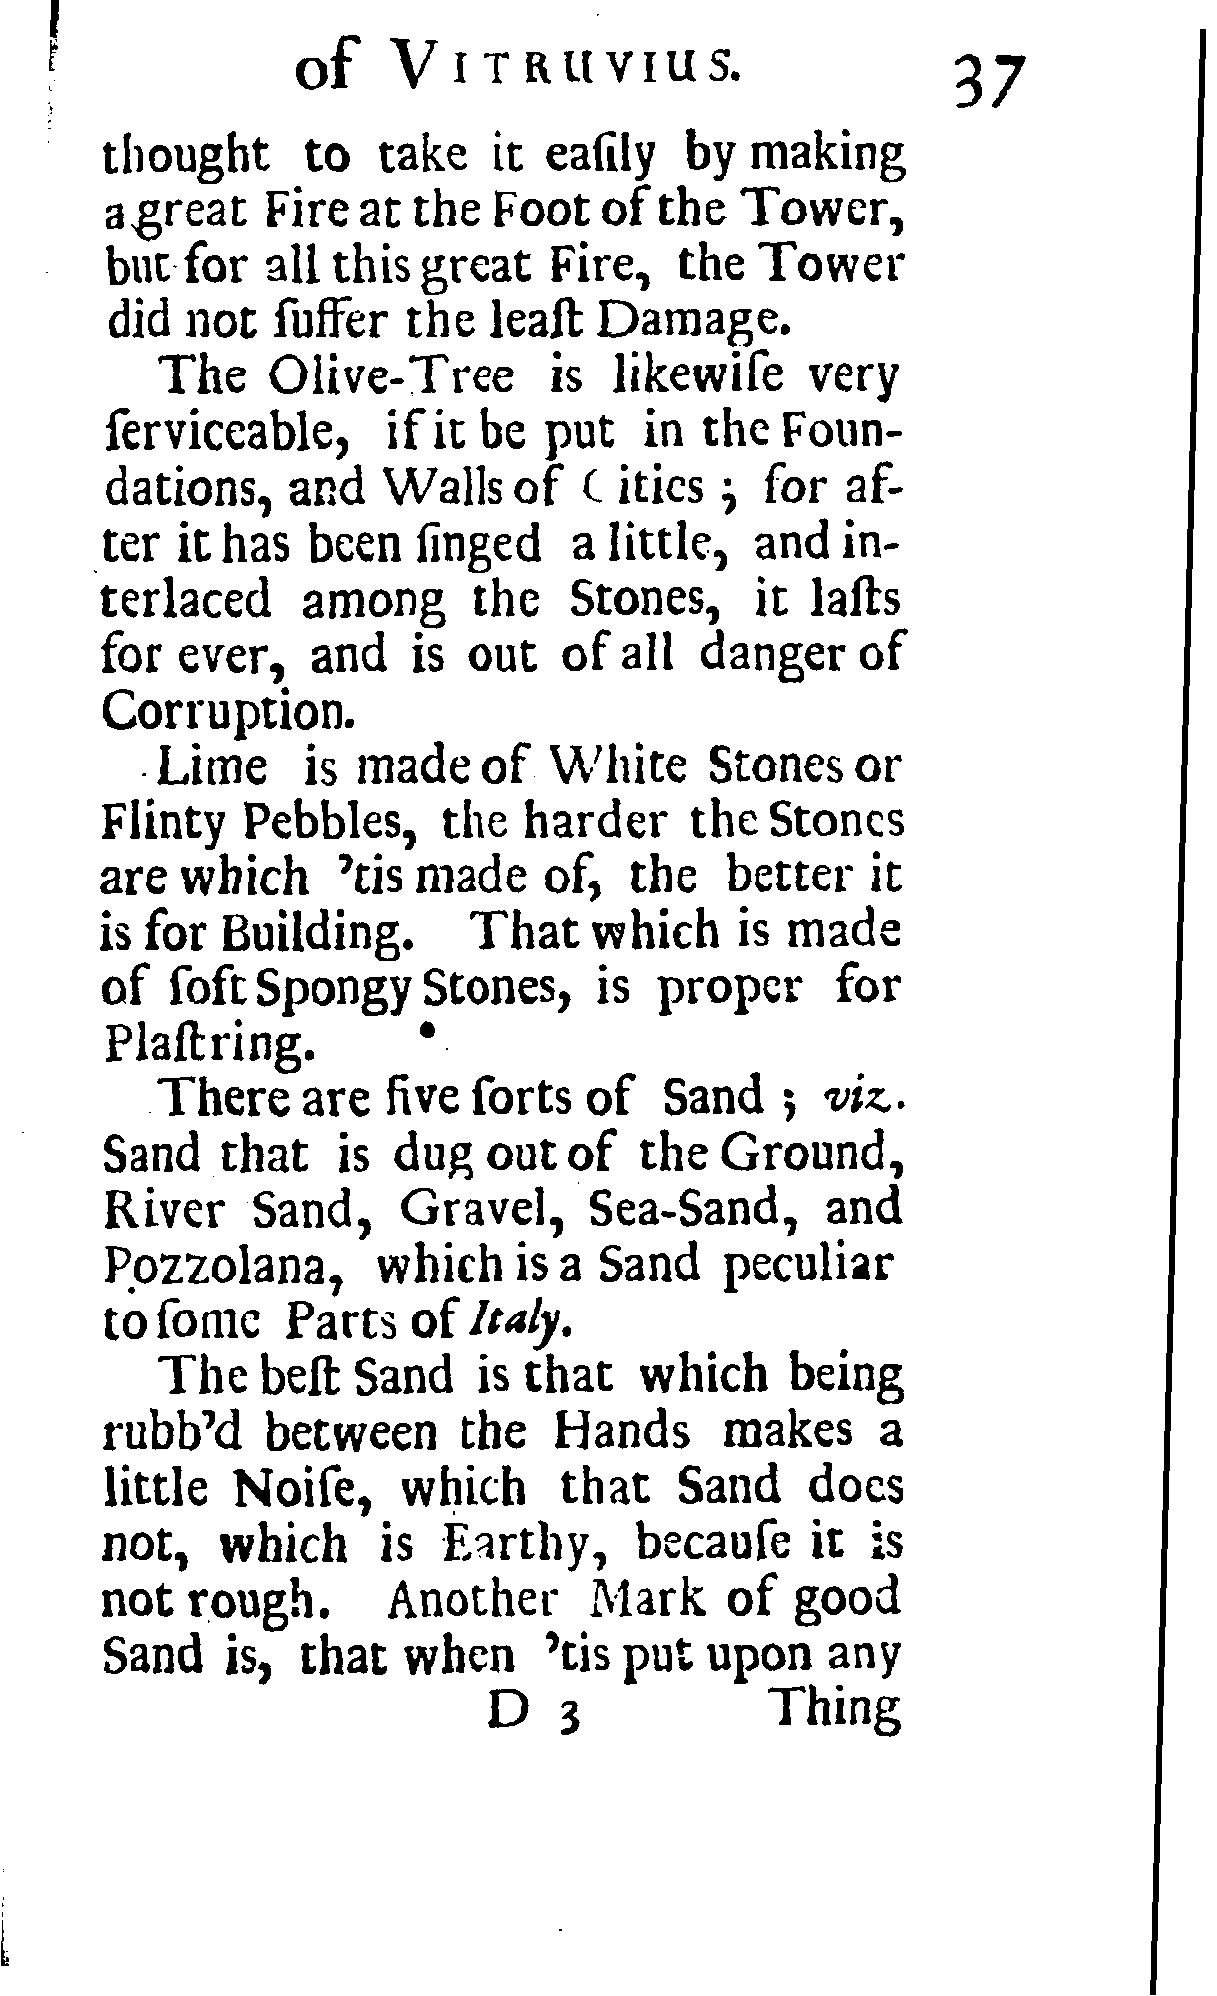 of VITRUVIUS. 37
thought to take it eaſily by making
a great Fire at the Foot of the Tower,
but for all this great Fire, the Tower
did not ſuffer the leaſt Damage.
The Olive-Tree is likewiſe very
ſerviceable, if it be put in the Foun-
dations, and Walls of Cities ; for af-
ter it has been ſinged a little, and in-
terlaced among the Stones, it laſts
for ever, and is out of all danger of
Corruption.
Lime is made of White Stones or
Flinty Pebbles, the harder the Stones
are which 'tis made of, the better it
is for Building. That which is made
of ſoft Spongy Stones, is proper for
Plaſtring.
There are five ſorts of Sand ; viz.
Sand that is dug out of the Ground,
River Sand, Gravel, Sea-Sand, and
Pozzolana, which is a Sand peculiar
to ſome Parts of Italy.
The beſt Sand is that which being
rubb'd between the Hands makes a
little Noiſe, which that Sand does
not, which is Earthy, becauſe it is
not rough. Another Mark of good
Sand is, that when 'tis put upon any
D 3 Thing